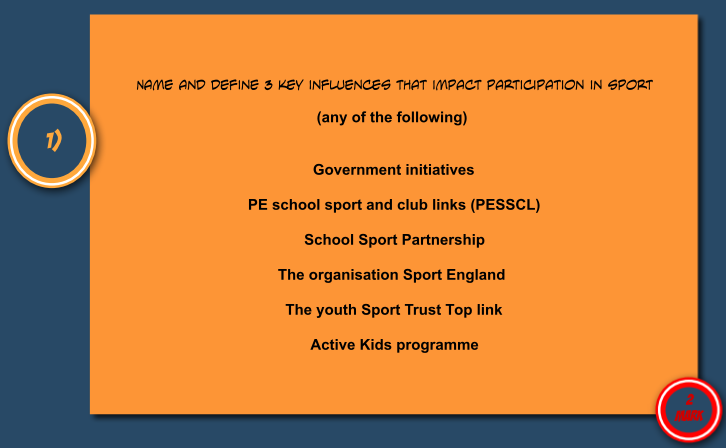 NAME AND DEFINE 3 KEY INFLUENCES THAT IMPACT PARTICIPATION IN SPORT
(any of the following)
1)
Government initiatives
PE school sport and club links (PESSCL)
School Sport Partnership
The organisation Sport England
The youth Sport Trust Top link
Active Kids programme
2